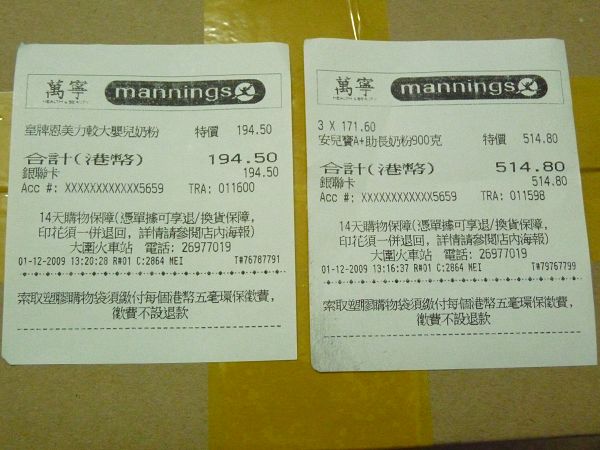 萬寧 mannings
HEALTH & BEAUTY
皇牌恩美力較大嬰兒奶粉 特價 194.50
合計(港幣) 194.50
銀聯卡 194.50
Acc #: XXXXXXXXXXXX5659 TRA: 011600
14天購物保障(憑單據可享退/換貨保障,
印花須一併退回, 詳情請參閱店內海報)
大圍火車站 電話: 26977019
01-12-2009 13:20:28 R#01 C:2864 MEI T*76787791
索取塑膠購物袋須繳付每個港幣五毫環保徵費,
徵費不設退款
萬寧 mannings
HEALTH & BEAUTY
3 X 171.60
安兒寶A+助長奶粉900克 特價 514.80
合計(港幣) 514.80
銀聯卡 514.80
Acc #: XXXXXXXXXXXX5659 TRA: 011598
14天購物保障(憑單據可享退/換貨保障,
印花須一併退回, 詳情請參閱店內海報)
大圍火車站 電話: 26977019
01-12-2009 13:16:37 R#01 C:2864 MEI T*79767799
索取塑膠購物袋須繳付每個港幣五毫環保徵費,
徵費不設退款